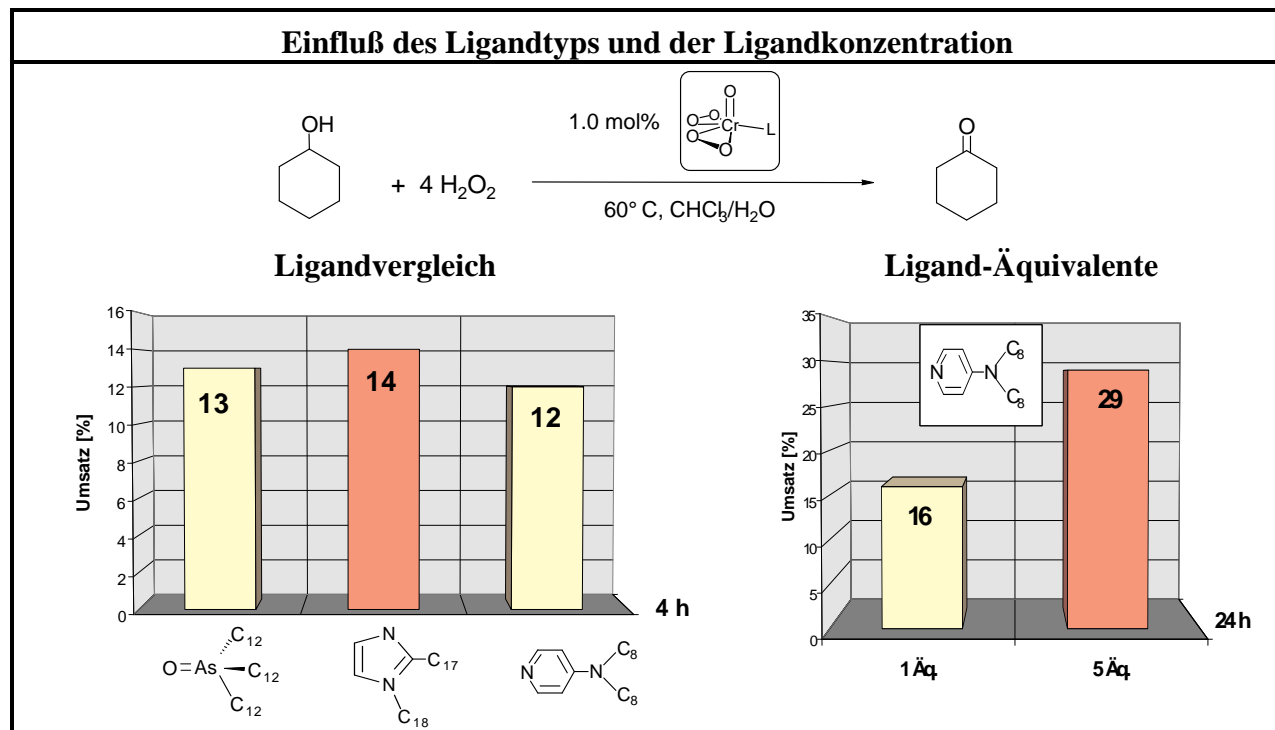 Einfluß des Ligandtyps und der Ligandkonzentration
OH
+ 4 H₂O₂
1.0 mol%
O
O O
O Cr L
O
60° C, CHCl₃/H₂O
O
Ligandvergleich
Ligand-Äquivalente
Umsatz [%]
16
14
12
10
8
6
4
2
0
13
14
12
4 h
C₁₂
O=As
C₁₂
C₁₂
N
C₁₇
N
C₁₈
N
N
C₈
C₈
Umsatz [%]
35
30
25
20
15
10
5
0
N
N
C₈
C₈
16
29
24 h
1 Äq.
5 Äq.